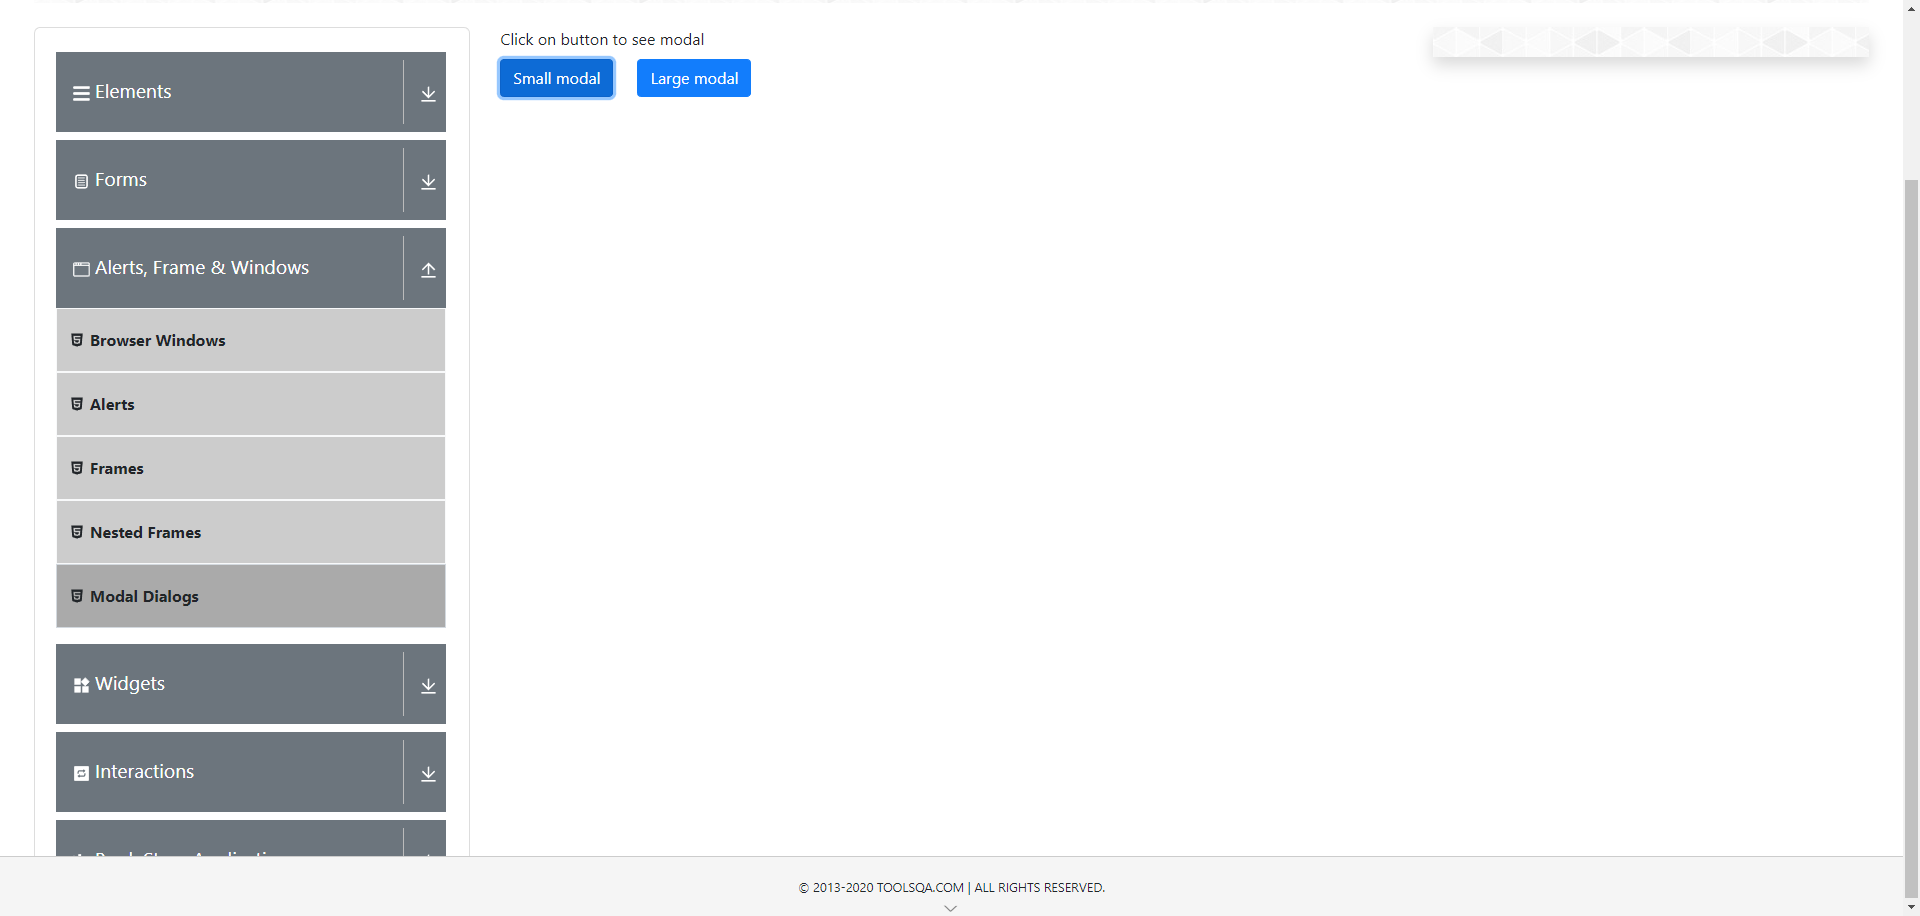 Elements
Forms
Alerts, Frame & Windows
Browser Windows
Alerts
Frames
Nested Frames
Modal Dialogs
Widgets
Interactions
Click on button to see modal
Small modal Large modal
© 2013-2020 TOOLSQA.COM | ALL RIGHTS RESERVED.